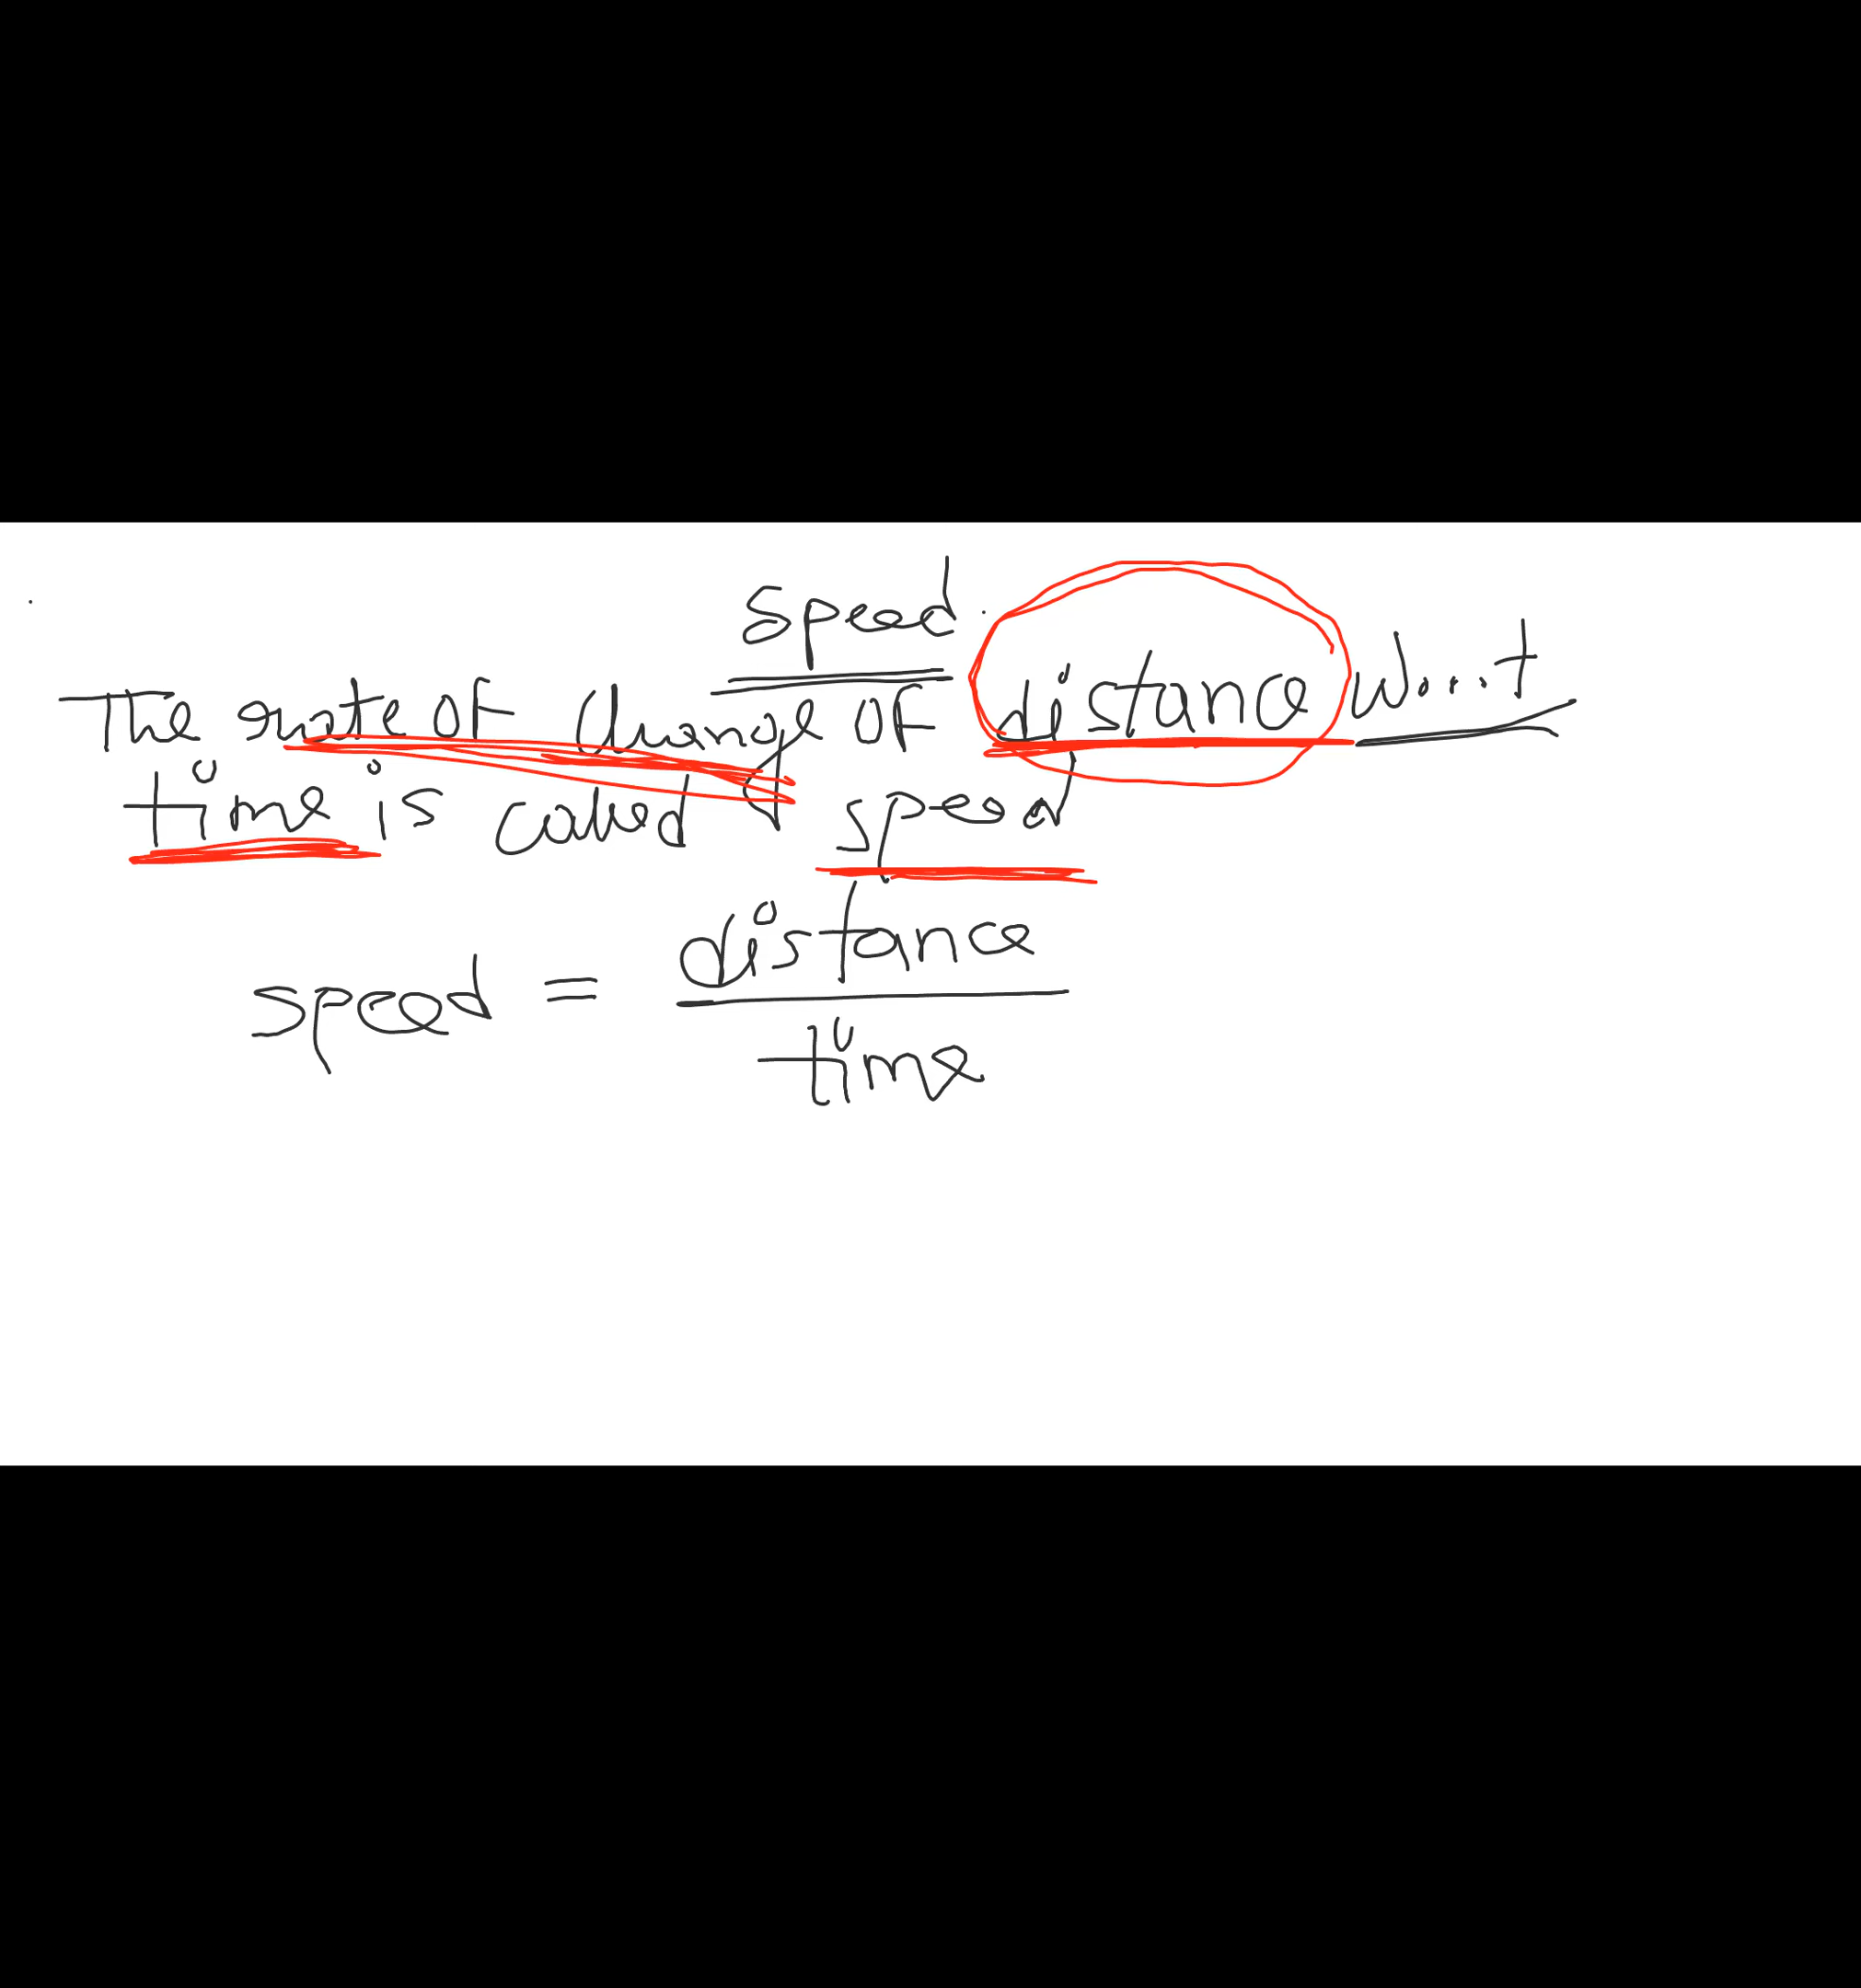 speed
The rate of change of distance w.r.t
time is called speed
speed = distance
time